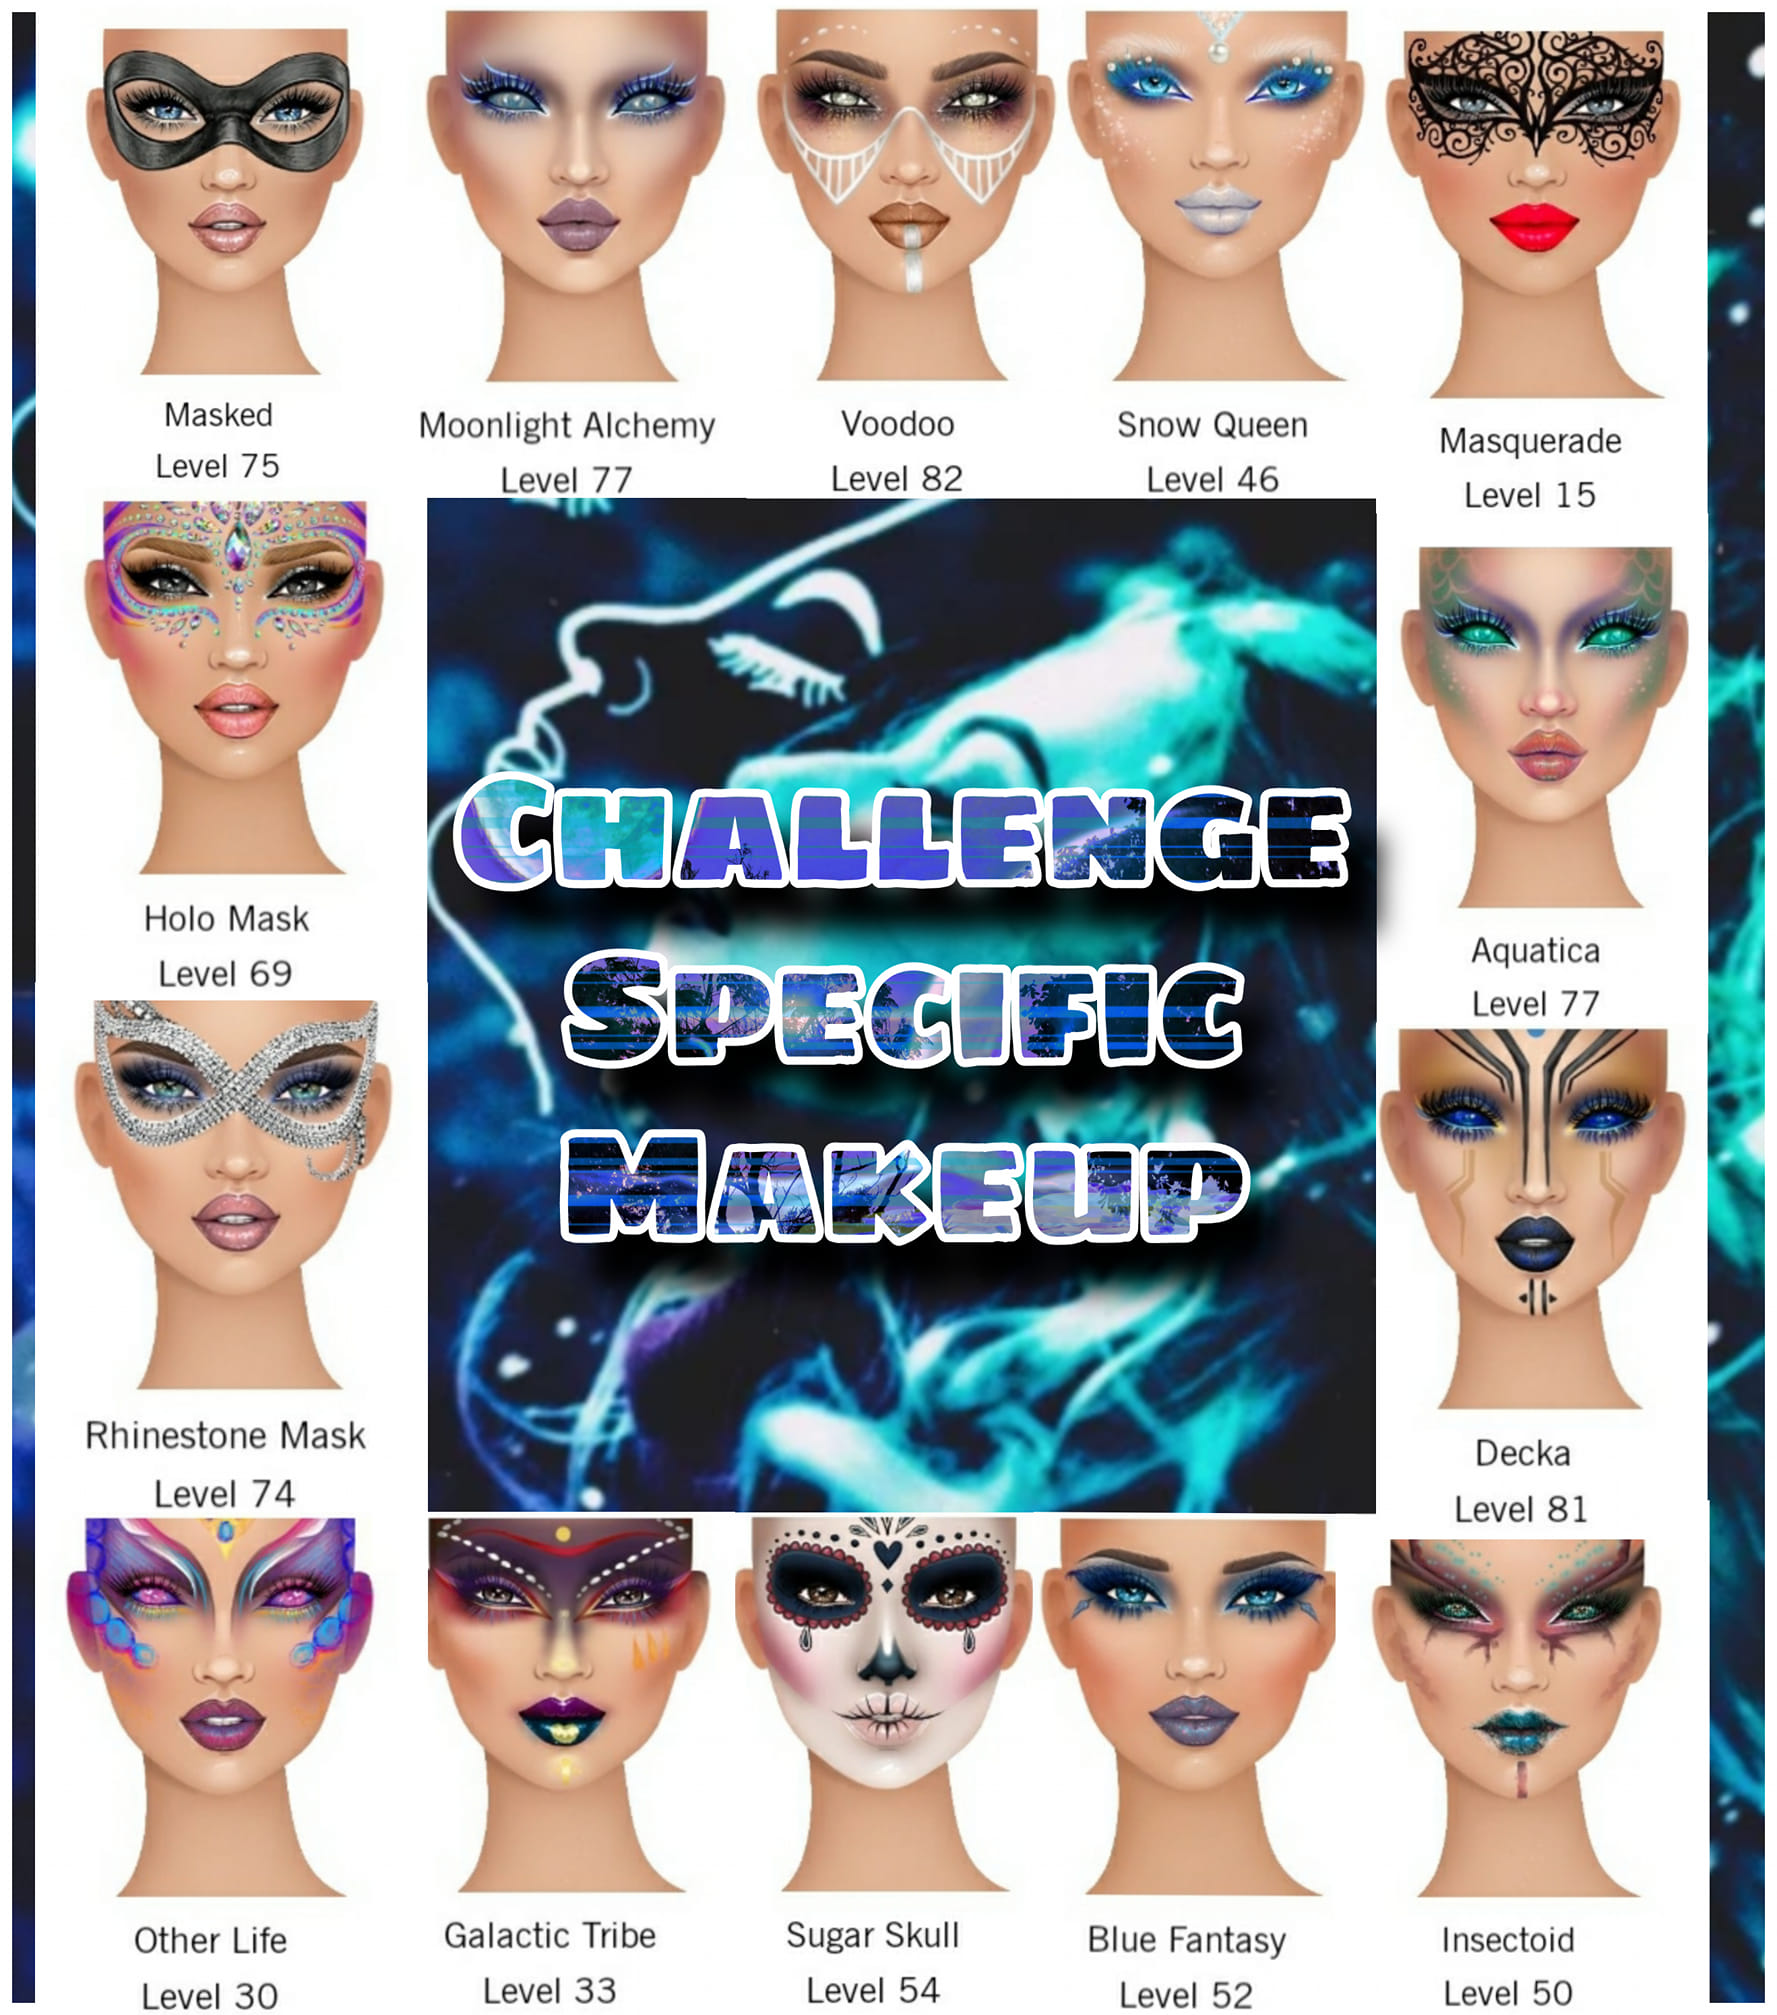 Masked
Level 75
Moonlight Alchemy
Level 77
Voodoo
Level 82
Snow Queen
Level 46
Masquerade
Level 15
Holo Mask
Level 69
Challenge
Specific
Makeup
Aquatica
Level 77
Rhinestone Mask
Level 74
Decka
Level 81
Other Life
Level 30
Galactic Tribe
Level 33
Sugar Skull
Level 54
Blue Fantasy
Level 52
Insectoid
Level 50